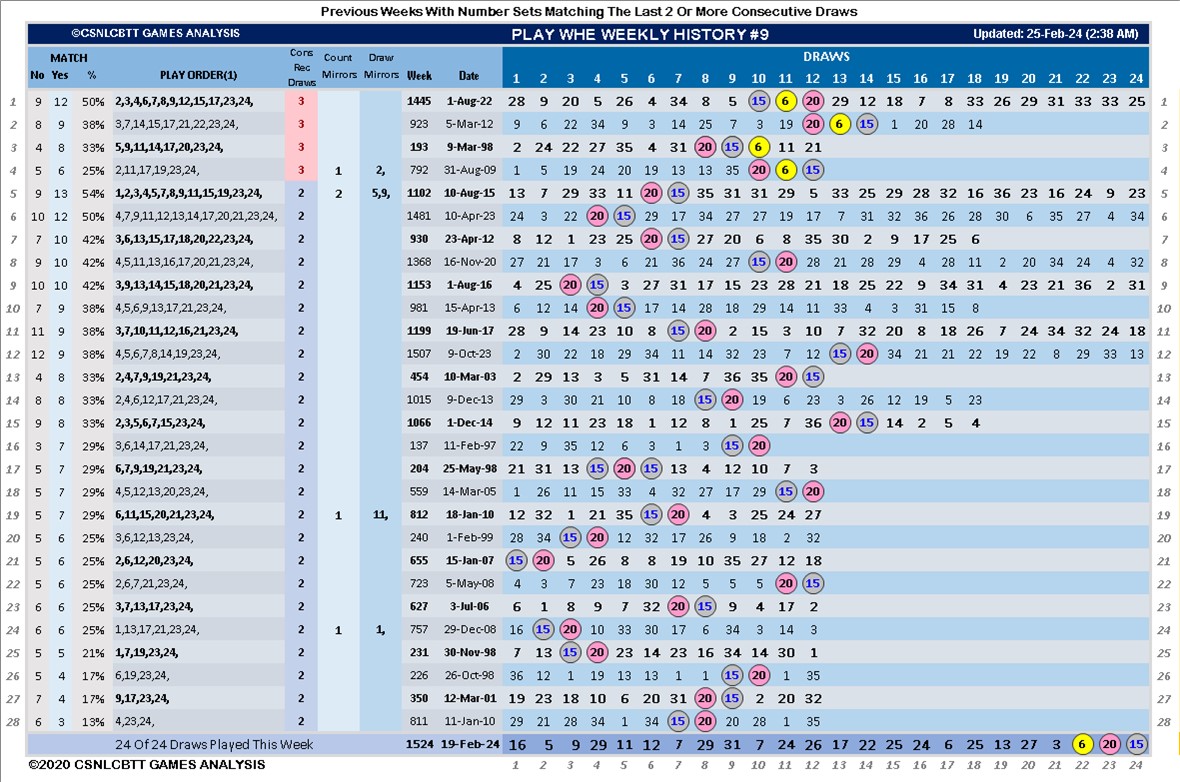 Previous Weeks With Number Sets Matching The Last 2 Or More Consecutive Draws
©CSNLCBTT GAMES ANALYSIS PLAY WHE WEEKLY HISTORY #9 Updated: 25-Feb-24 (2:38 AM)
MATCH Cons Rec Draws Count Mirrors Draw Mirrors DRAWS
No Yes % PLAY ORDER(1) Week Date 1 2 3 4 5 6 7 8 9 10 11 12 13 14 15 16 17 18 19 20 21 22 23 24
1 9 12 50% 2,3,4,6,7,8,9,12,15,17,23,24, 3 1445 1-Aug-22 28 9 20 5 26 4 34 8 5 15 6 20 29 12 18 7 8 33 26 29 31 33 33 25 1
2 8 9 38% 3,7,14,15,17,21,22,23,24, 3 923 5-Mar-12 9 6 22 34 9 3 14 25 7 3 19 20 6 15 1 20 28 14 2
3 4 8 33% 5,9,11,14,17,20,23,24, 3 193 9-Mar-98 2 24 22 27 35 4 31 20 15 6 11 21 3
4 5 6 25% 2,11,17,19,23,24, 3 1 2, 792 31-Aug-09 1 5 19 24 20 19 13 13 35 20 6 15 4
5 9 13 54% 1,2,3,4,5,7,8,9,11,15,19,23,24, 2 2 5,9, 1102 10-Aug-15 13 7 29 33 11 20 15 35 31 31 29 5 33 25 29 28 32 16 36 23 16 24 9 23 5
6 10 12 50% 4,7,9,11,12,13,14,17,20,21,23,24, 2 1481 10-Apr-23 24 3 22 20 15 29 17 34 27 27 19 17 7 31 32 36 26 28 30 6 35 27 4 34 6
7 7 10 42% 3,6,13,15,17,18,20,22,23,24, 2 930 23-Apr-12 8 12 1 23 25 20 15 27 20 6 8 35 30 2 9 17 25 6 7
8 9 10 42% 4,5,11,13,16,17,20,21,23,24, 2 1368 16-Nov-20 27 21 17 3 6 21 36 24 27 15 20 28 4 21 28 29 4 28 11 2 20 34 24 4 32 8
9 10 10 42% 3,9,13,14,15,18,20,21,23,24, 2 1153 1-Aug-16 4 25 20 15 3 27 31 17 15 23 28 21 18 25 22 9 34 31 4 23 21 36 2 31 9
10 7 9 38% 4,5,6,9,13,17,21,23,24, 2 981 15-Apr-13 6 12 14 20 15 17 14 28 28 29 14 11 33 4 3 31 15 8 10
11 11 9 38% 3,7,10,11,12,16,21,23,24, 2 1199 19-Jun-17 28 9 14 23 10 8 15 20 2 15 3 10 7 32 20 8 18 26 7 24 34 32 24 18 11
12 12 9 38% 4,5,6,7,8,14,19,23,24, 2 1507 9-Oct-23 2 30 22 18 29 34 11 14 32 23 7 12 15 20 34 21 21 22 19 22 8 29 33 13 12
13 4 8 33% 2,4,7,9,19,21,23,24, 2 454 10-Mar-03 2 29 13 3 5 31 14 7 36 35 20 15 13
14 8 8 33% 2,4,6,12,17,21,23,24, 2 1015 9-Dec-13 29 3 30 21 10 8 18 15 20 19 6 23 3 26 12 19 5 23 14
15 9 8 33% 2,3,5,6,7,15,23,24, 2 1066 1-Dec-14 9 12 11 23 18 1 12 8 1 25 7 36 20 15 14 2 5 4 15
16 3 7 29% 3,6,14,17,21,23,24, 2 137 11-Feb-97 22 9 35 12 6 3 1 3 15 20 16
17 5 7 29% 6,7,9,19,21,23,24, 2 204 25-May-98 21 31 13 15 20 15 13 4 12 10 7 3 17
18 5 7 29% 4,5,12,13,20,23,24, 2 559 14-Mar-05 1 26 11 15 33 4 32 27 17 29 15 20 18
19 5 7 29% 6,11,15,20,21,23,24, 2 1 11, 812 18-Jan-10 12 32 1 21 35 15 20 4 3 25 24 27 19
20 5 6 25% 3,6,12,13,23,24, 2 240 1-Feb-99 28 34 15 20 12 32 17 26 9 18 2 32 20
21 5 6 25% 2,6,12,20,23,24, 2 655 15-Jan-07 15 20 5 26 8 8 19 10 35 27 12 18 21
22 5 6 25% 2,6,7,21,23,24, 2 723 5-May-08 4 3 7 23 18 30 12 5 5 5 20 15 22
23 6 6 25% 3,7,13,17,23,24, 2 627 3-Jul-06 6 1 8 9 7 32 20 15 9 4 17 2 23
24 6 6 25% 1,13,17,21,23,24, 2 1 1, 757 29-Dec-08 16 15 20 10 33 30 17 6 34 3 14 3 24
25 5 5 21% 1,7,19,23,24, 2 231 30-Nov-98 7 13 15 20 23 14 23 16 34 14 30 1 25
26 5 4 17% 6,19,23,24, 2 226 26-Oct-98 36 12 1 19 13 13 1 1 15 20 1 35 26
27 7 4 17% 9,17,23,24, 2 350 12-Mar-01 19 23 18 10 6 20 31 20 15 2 20 32 27
28 6 3 13% 4,23,24, 2 811 11-Jan-10 29 21 28 34 1 34 15 20 20 28 1 35 28
24 Of 24 Draws Played This Week 1524 19-Feb-24 16 5 9 29 11 12 7 29 31 7 24 26 17 22 25 24 6 25 13 27 3 6 20 15
©2020 CSNLCBTT GAMES ANALYSIS 1 2 3 4 5 6 7 8 9 10 11 12 13 14 15 16 17 18 19 20 21 22 23 24